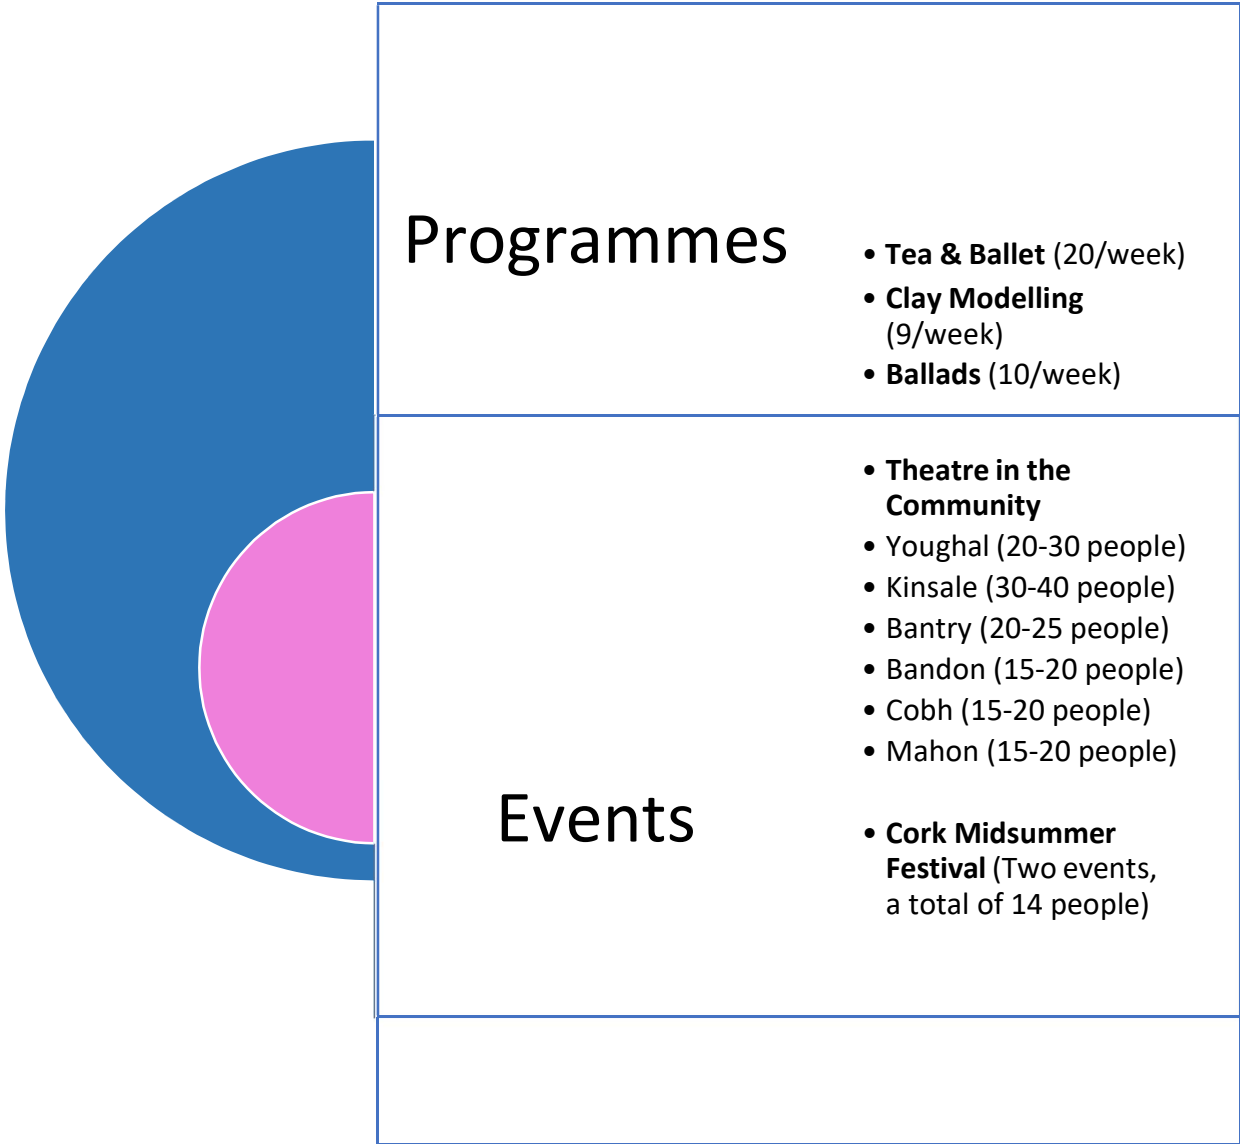 Programmes
• Tea & Ballet (20/week)
• Clay Modelling
(9/week)
• Ballads (10/week)
Events
• Theatre in the
Community
• Youghal (20-30 people)
• Kinsale (30-40 people)
• Bantry (20-25 people)
• Bandon (15-20 people)
• Cobh (15-20 people)
• Mahon (15-20 people)
• Cork Midsummer
Festival (Two events,
a total of 14 people)